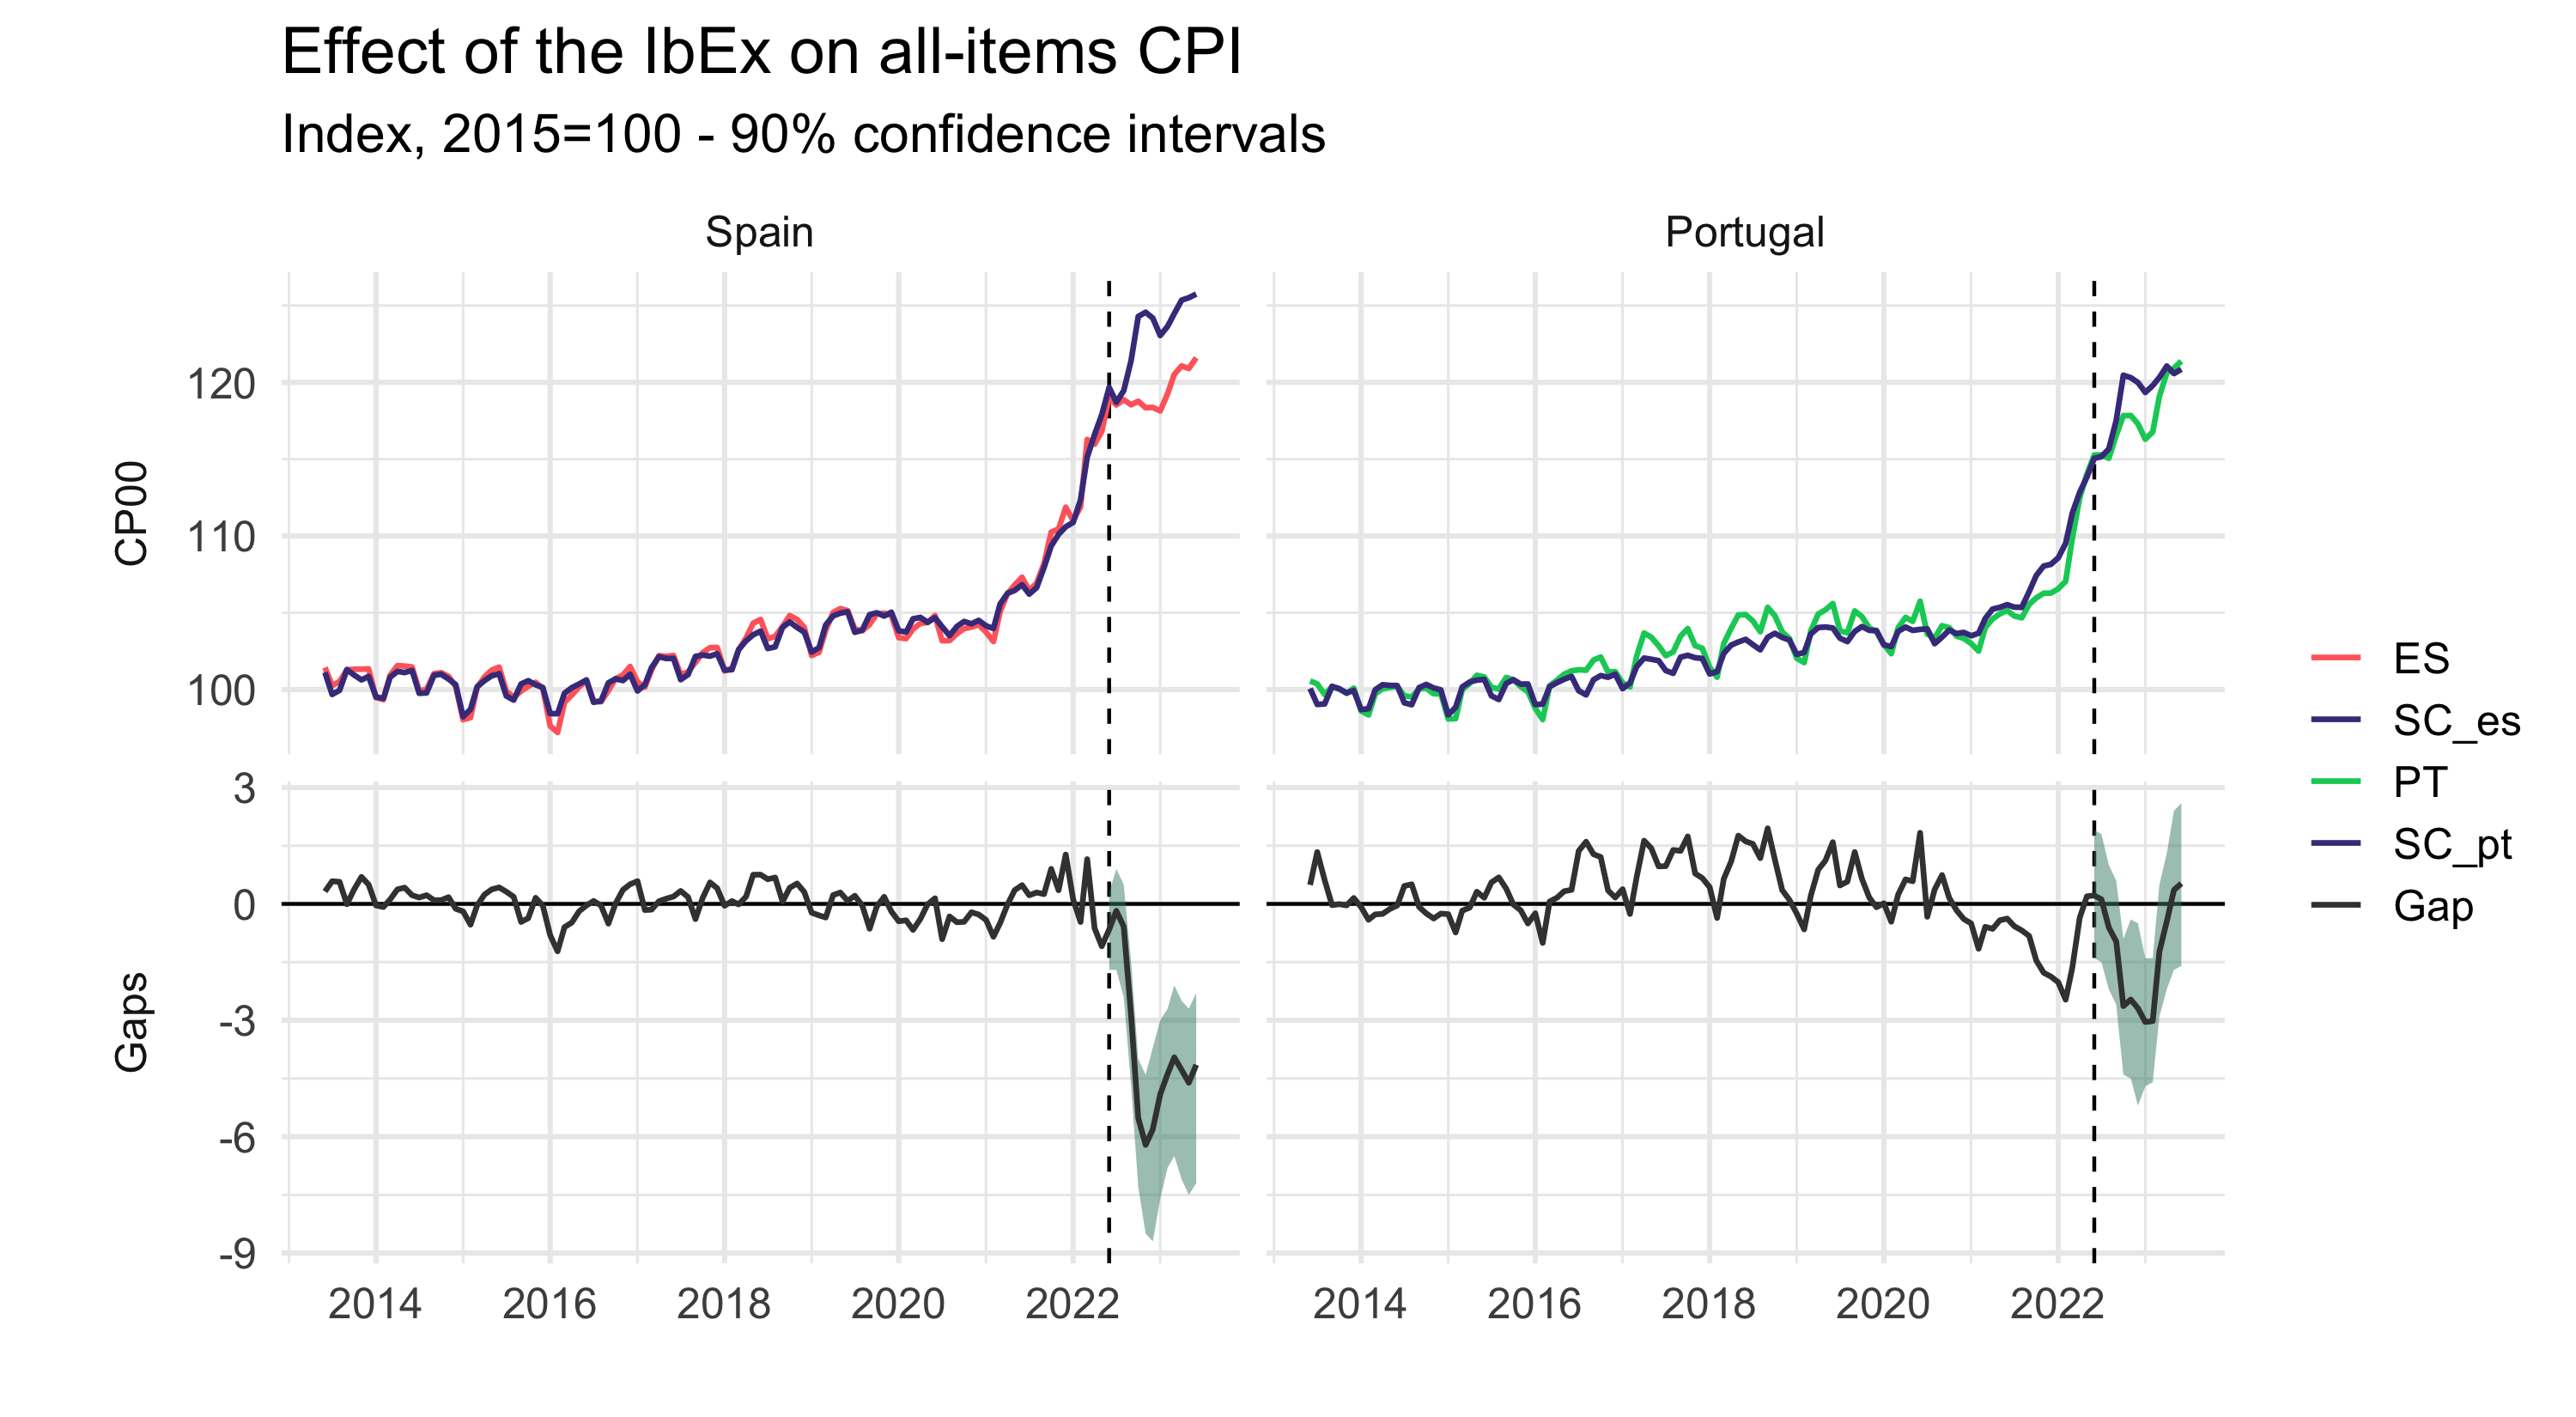 Effect of the IbEx on all-items CPI
Index, 2015=100 - 90% confidence intervals
Spain
Portugal
CP00
120
110
100
Gaps
3
0
-3
-6
-9
2014
2016
2018
2020
2022
2014
2016
2018
2020
2022
ES
SC_es
PT
SC_pt
Gap